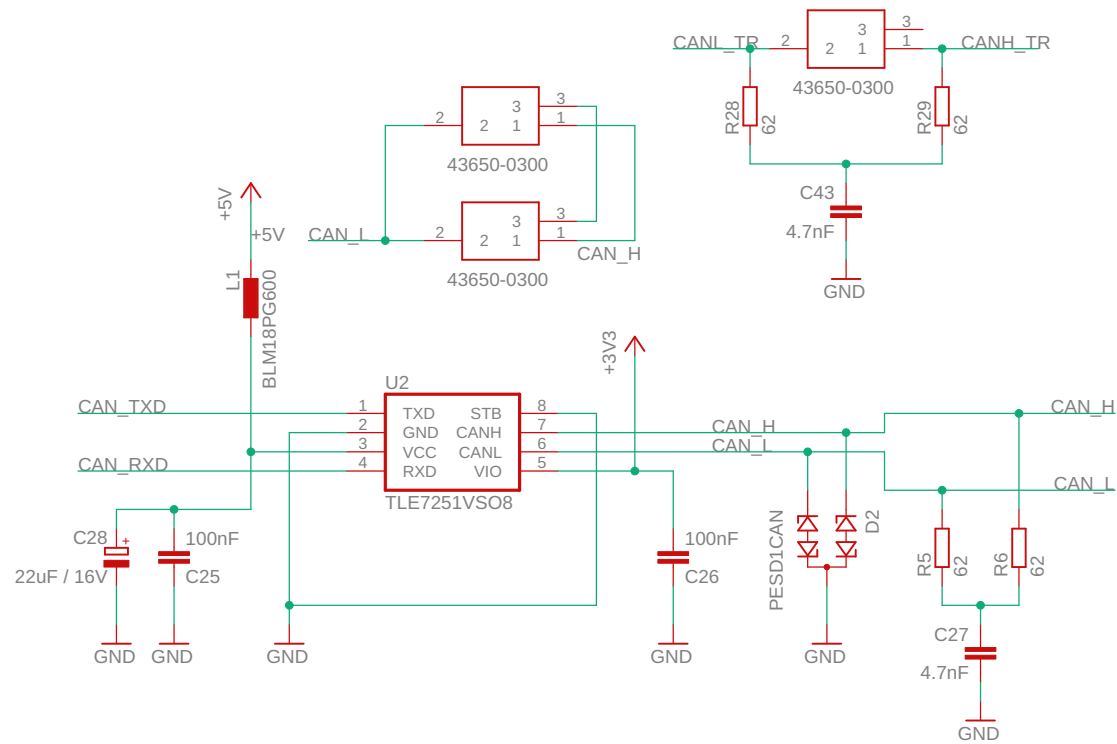 CANL_TR 2 2 3 1 3 1 CANH_TR
43650-0300
R28 62
R29 62
C43
4.7nF
GND
2 2 3 1 3 1
43650-0300
CAN_L 2 2 3 1 3 1
CAN_H
43650-0300
+5V
+5V
L1
BLM18PG600
+3V3
U2
CAN_TXD 1 TXD STB 8
2 GND CANH 7 CAN_H
3 VCC CANL 6 CAN_L
CAN_RXD 4 RXD VIO 5
TLE7251VSO8
CAN_H
CAN_L
C28 +
22uF / 16V
100nF
C25
100nF
C26
PESD1CAN
D2
R5 62
R6 62
C27
4.7nF
GND
GND
GND
GND
GND
GND